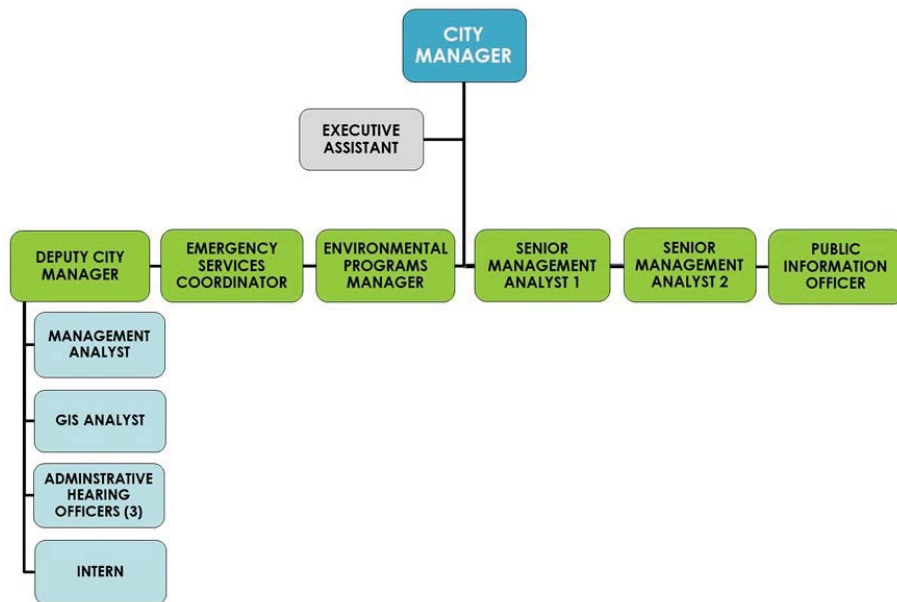 CITY
MANAGER
EXECUTIVE
ASSISTANT
DEPUTY CITY
MANAGER
EMERGENCY
SERVICES
COORDINATOR
ENVIRONMENTAL
PROGRAMS
MANAGER
SENIOR
MANAGEMENT
ANALYST 1
SENIOR
MANAGEMENT
ANALYST 2
PUBLIC
INFORMATION
OFFICER
MANAGEMENT
ANALYST
GIS ANALYST
ADMINSTRATIVE
HEARING
OFFICERS (3)
INTERN